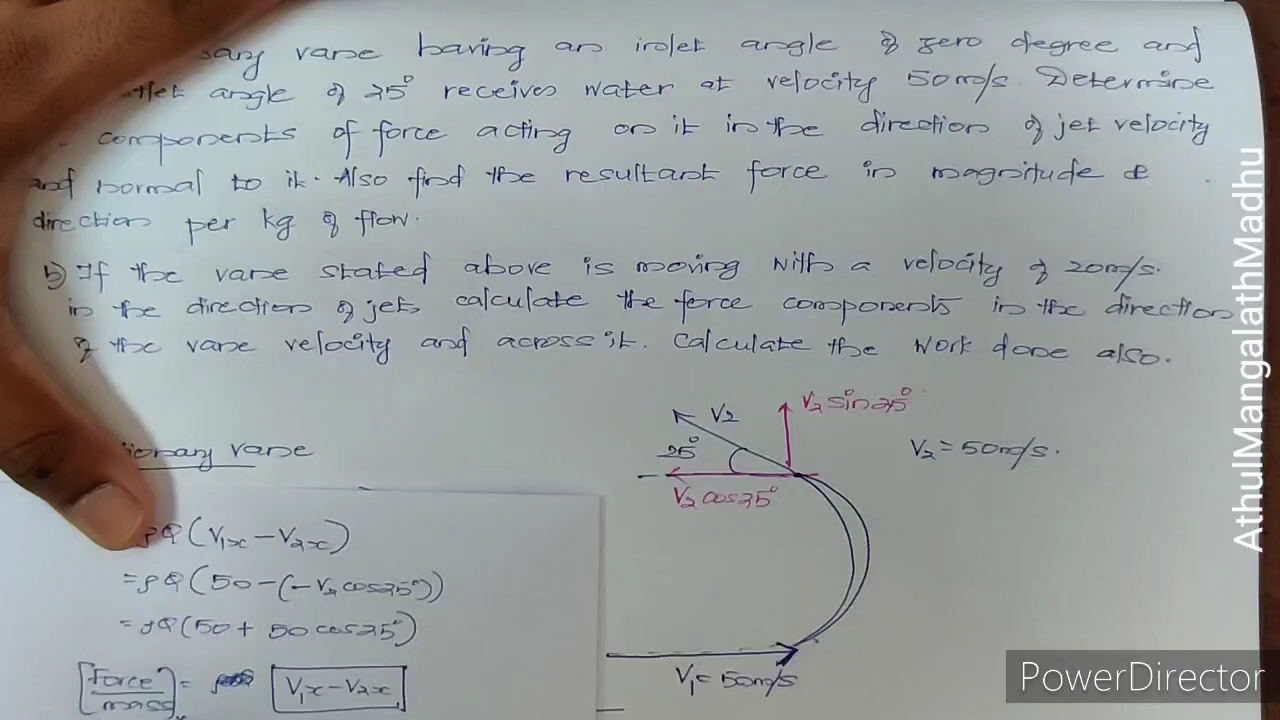 vane having an inlet angle of zero degree and
angle of 25° receives water at velocity 50m/s. Determine
components of force acting on it in the direction of jet velocity
and normal to it. Also find the resultant force in magnitude &
direction per kg of flow.
b) If the vane stated above is moving with a velocity of 20m/s.
in the direction of jet, calculate the force components in the direction
of the vane velocity and across it. Calculate the work done also.
vane
V2
V2 sin25°
25°
V2 = 50m/s.
V2 cos25°
ρQ (V1x - V2x)
= ρQ (50 - (-V2 cos25°))
= ρQ (50 + 50 cos25°)
[Force/mass]x = V1x - V2x
V1 = 50m/s
AthulMangalathMadhu
PowerDirector